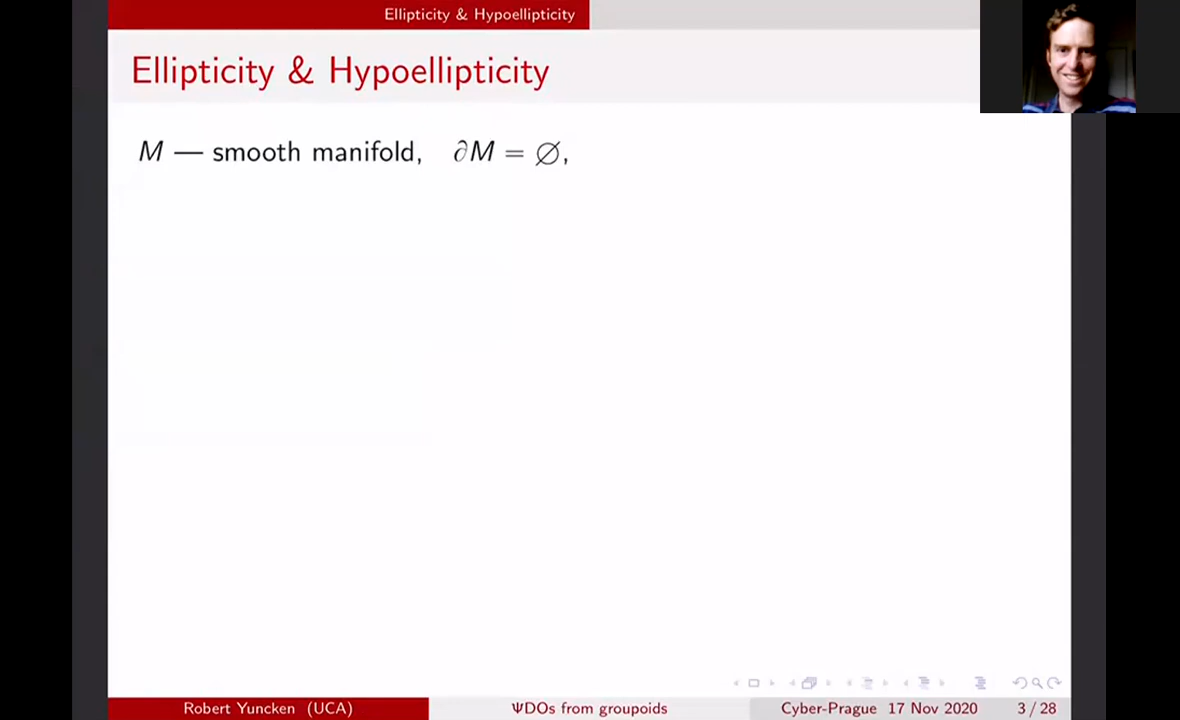 Ellipticity & Hypoellipticity
Ellipticity & Hypoellipticity
M — smooth manifold, ∂M = ∅,
Robert Yuncken (UCA) ΨDOs from groupoids Cyber-Prague 17 Nov 2020 3 / 28